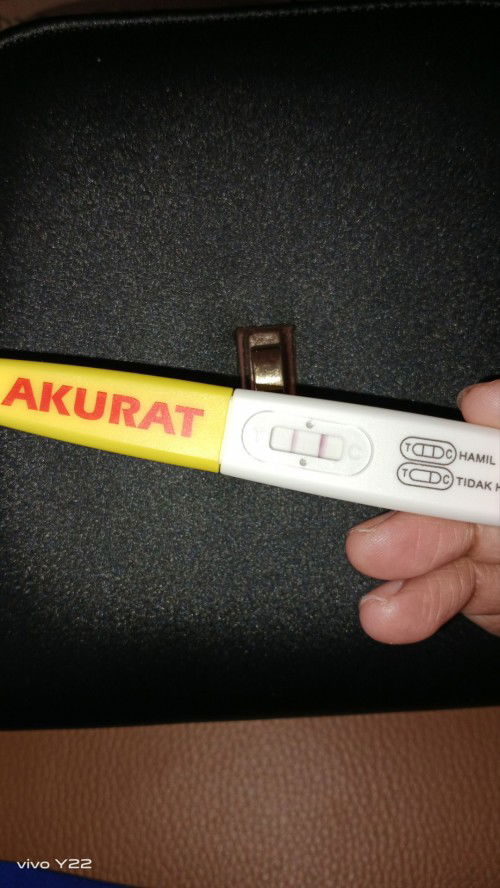 AKURAT
T C
T C HAMIL
T C TIDAK H
vivo Y22